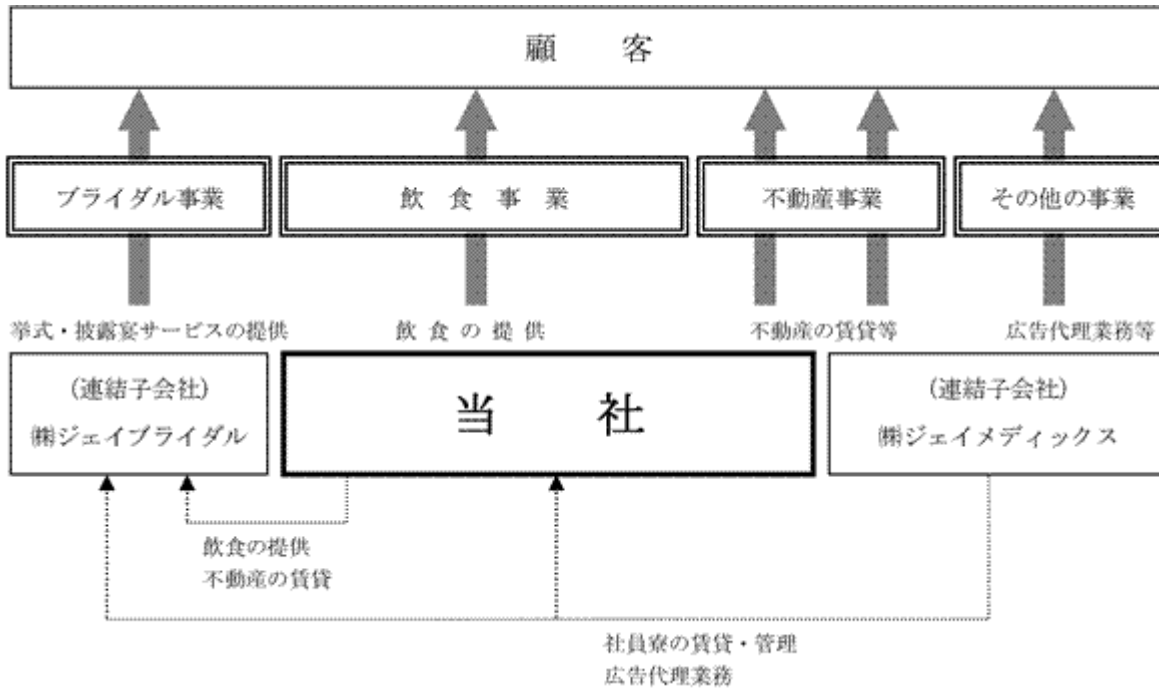 顧　客
ブライダル事業
飲 食 事 業
不動産事業
その他の事業
挙式・披露宴サービスの提供
飲 食 の 提 供
不動産の賃貸等
広告代理業務等
(連結子会社)
㈱ジェイブライダル
当　社
(連結子会社)
㈱ジェイメディックス
飲食の提供
不動産の賃貸
社員寮の賃貸・管理
広告代理業務